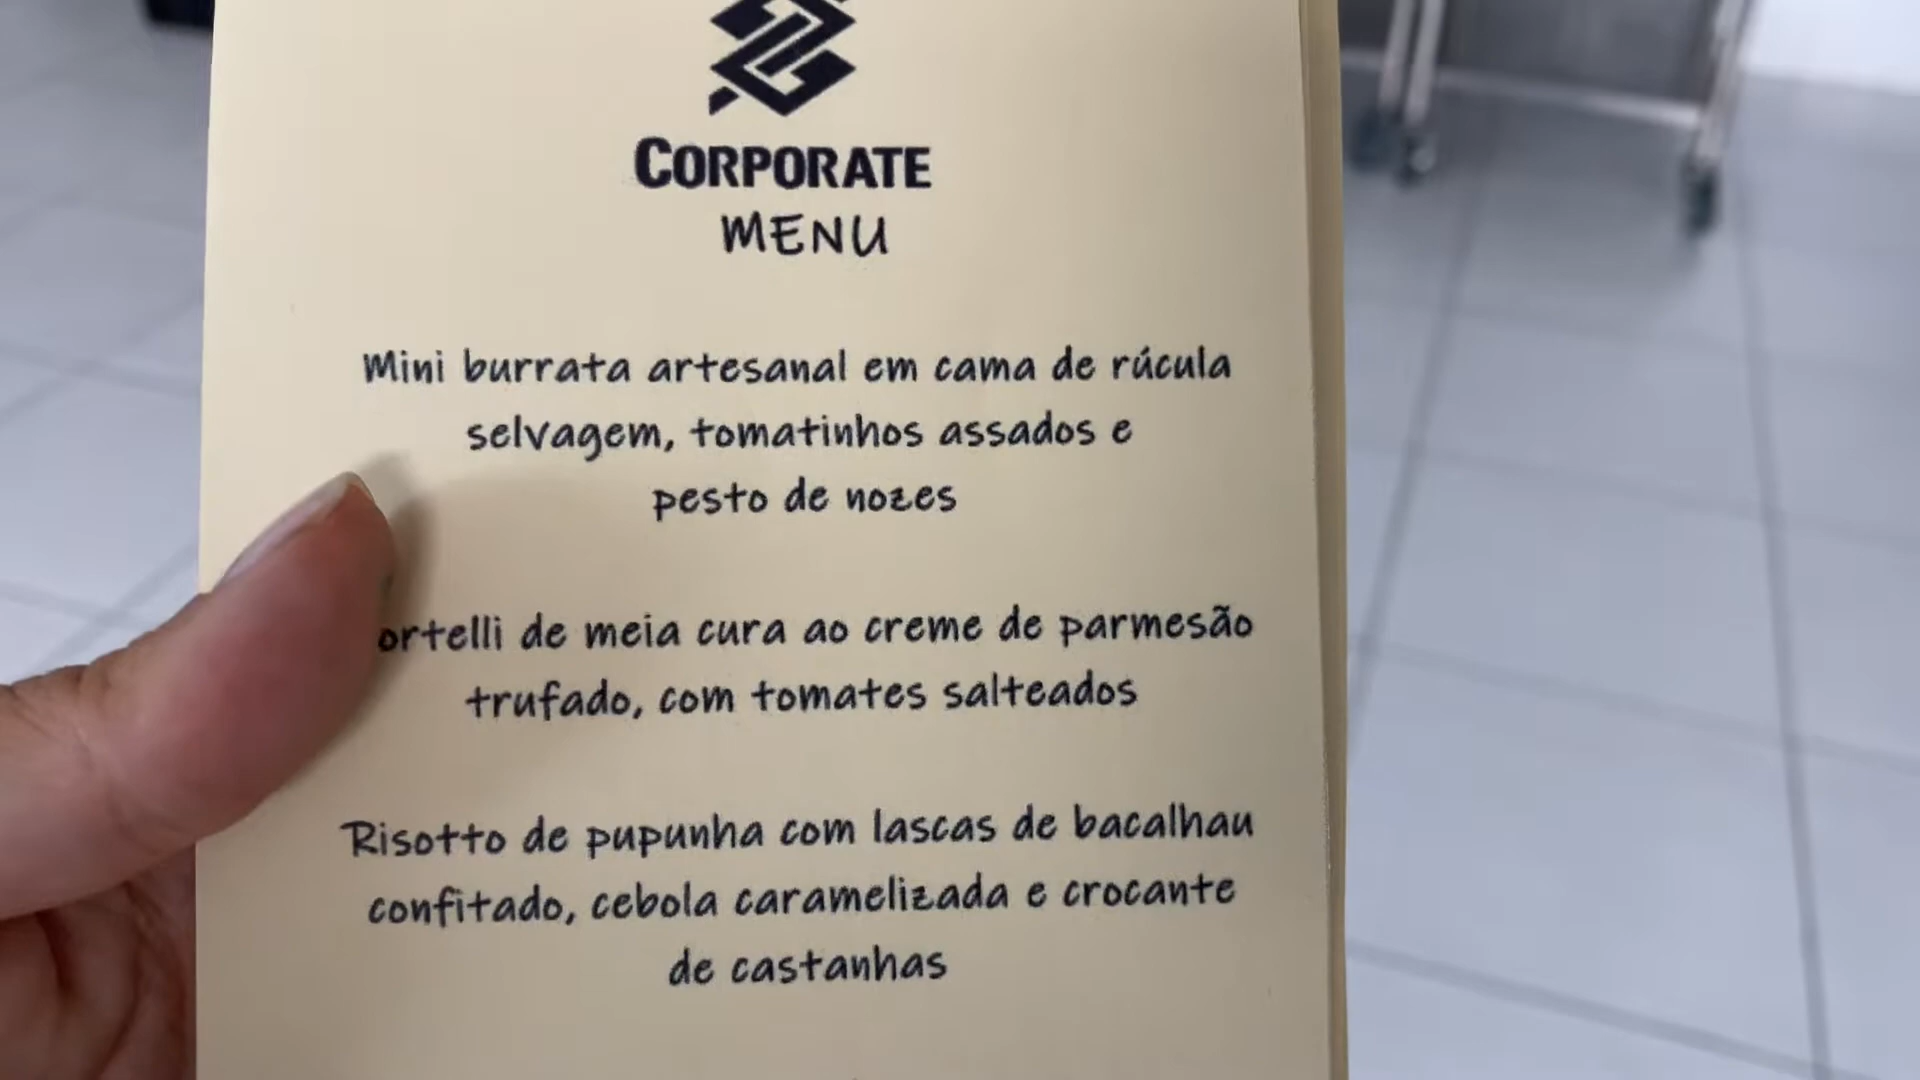 CORPORATE
MENU
Mini burrata artesanal em cama de rúcula
selvagem, tomatinhos assados e
pesto de nozes
ortelli de meia cura ao creme de parmesão
trufado, com tomates salteados
Risotto de pupunha com lascas de bacalhau
confitado, cebola caramelizada e crocante
de castanhas